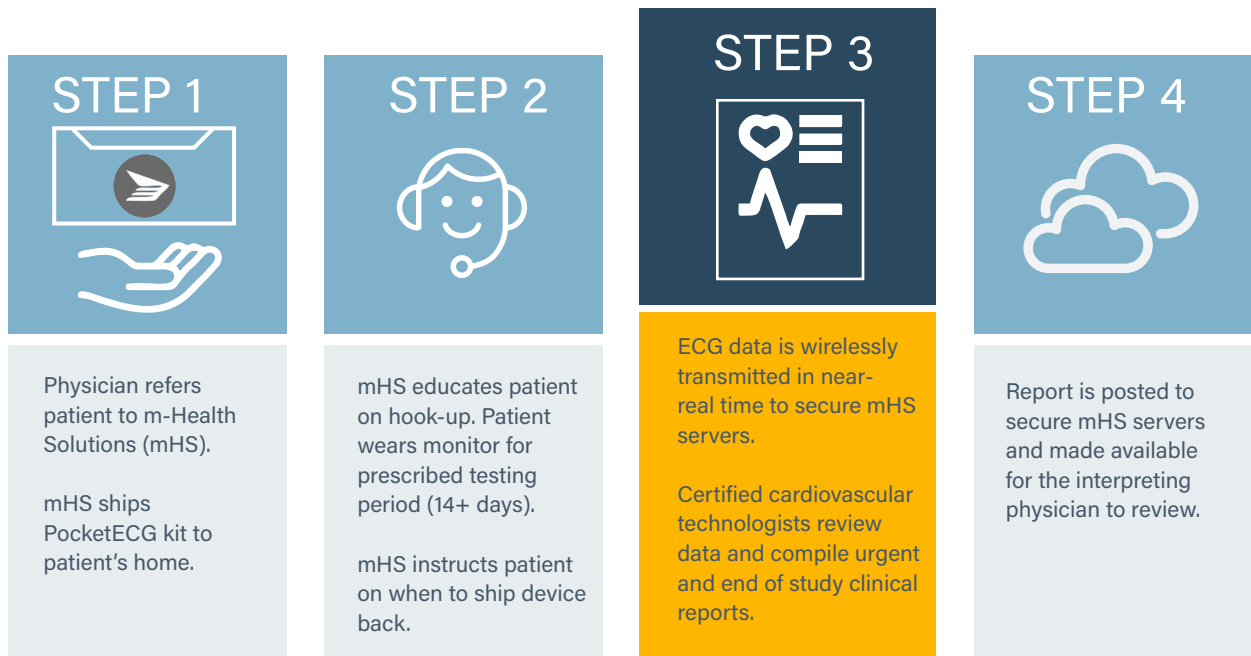 STEP 1
Physician refers
patient to m-Health
Solutions (mHS).
mHS ships
PocketECG kit to
patient's home.
STEP 2
mHS educates patient
on hook-up. Patient
wears monitor for
prescribed testing
period (14+ days).
mHS instructs patient
on when to ship device
back.
STEP 3
ECG data is wirelessly
transmitted in near-
real time to secure mHS
servers.
Certified cardiovascular
technologists review
data and compile urgent
and end of study clinical
reports.
STEP 4
Report is posted to
secure mHS servers
and made available
for the interpreting
physician to review.